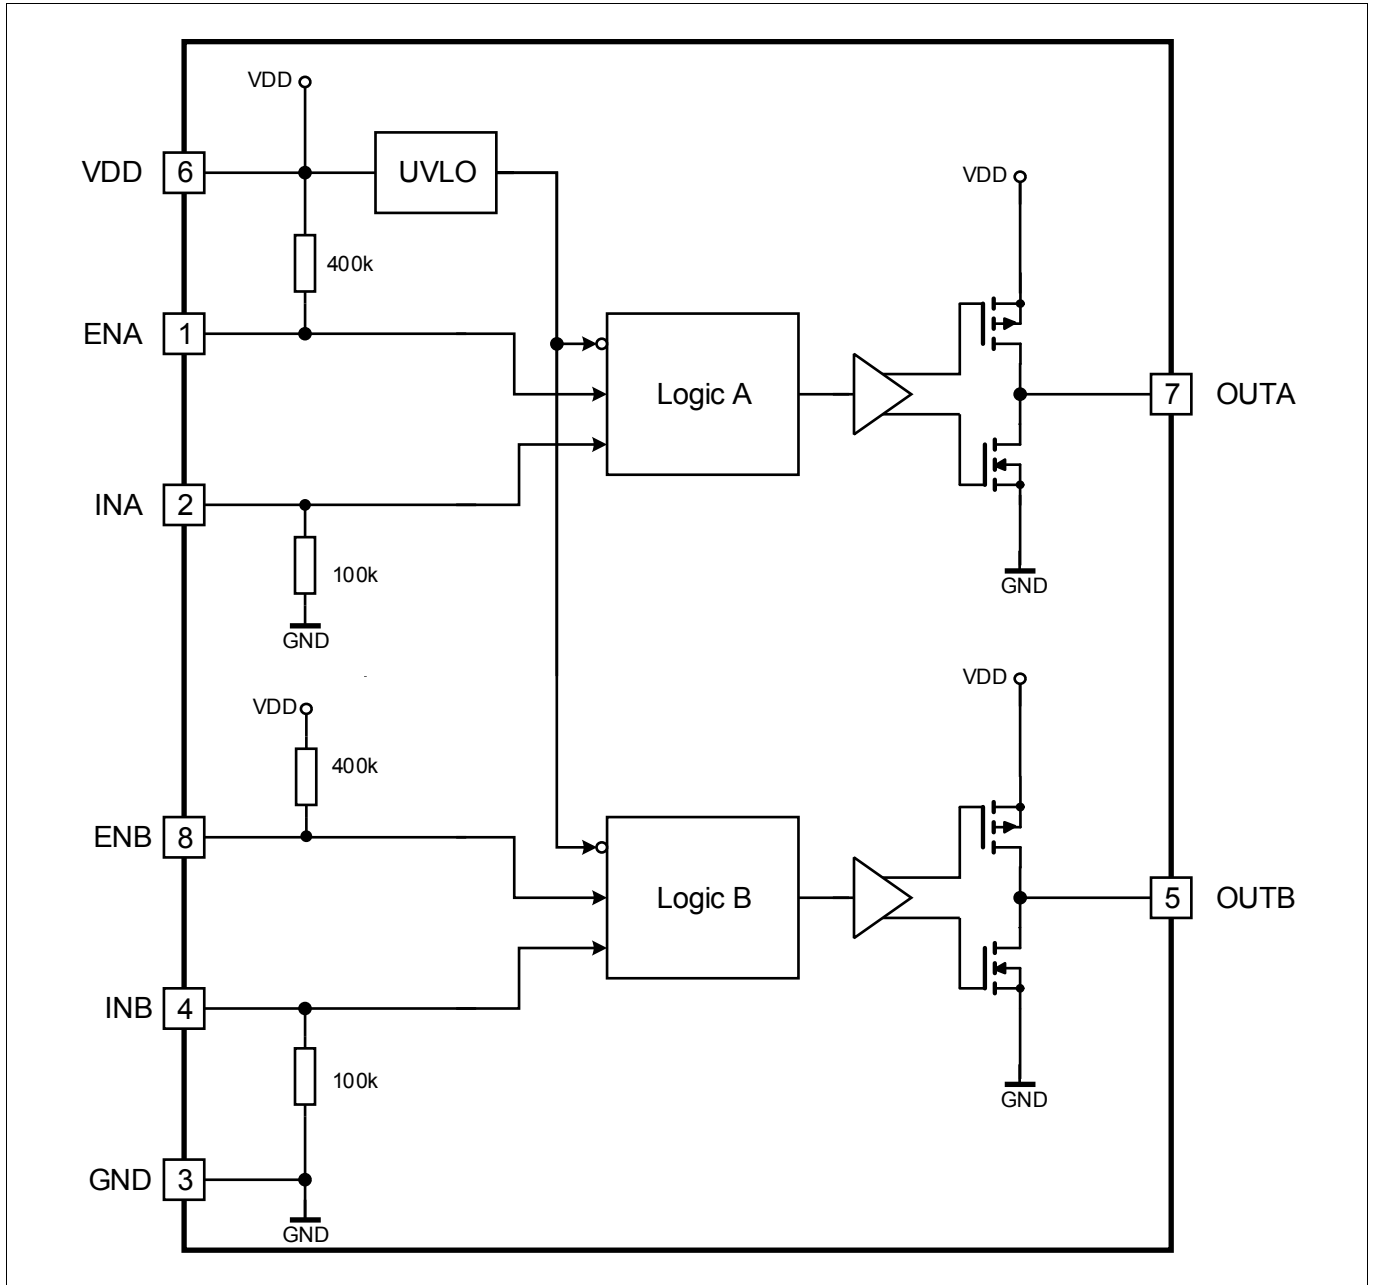 VDD
VDD 6 UVLO
VDD
400k
ENA 1
Logic A
7 OUTA
INA 2
100k
GND
GND
VDD
VDD
400k
ENB 8
Logic B
5 OUTB
INB 4
100k
GND
GND 3
GND